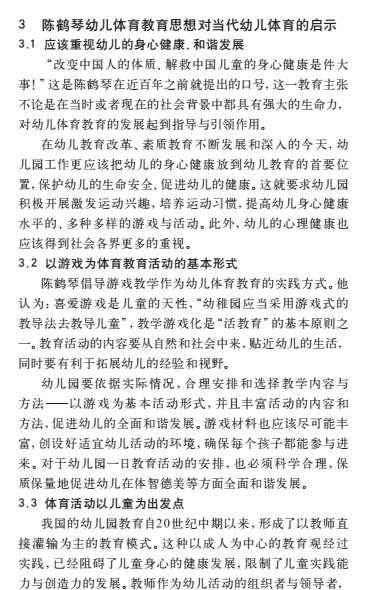 3 陈鹤琴幼儿体育教育思想对当代幼儿体育的启示
3.1 应该重视幼儿的身心健康、和谐发展
“改变中国人的体质、解救中国儿童的身心健康是件大
事！”这是陈鹤琴在近百年之前就提出的口号，这一教育主张
不论是在当时或者现在的社会背景中都具有强大的生命力，
对幼儿体育教育的发展起到指导与引领作用。
在幼儿教育改革、素质教育不断发展和深入的今天，幼
儿园工作更应该把幼儿的身心健康放到幼儿教育的首要位
置，保护幼儿的生命安全、促进幼儿的健康。这就要求幼儿园
积极开展激发运动兴趣，培养运动习惯，提高幼儿身心健康
水平的、多种多样的游戏与活动。此外，幼儿的心理健康也
应该得到社会各界更多的重视。
3.2 以游戏为体育教育活动的基本形式
陈鹤琴倡导游戏教学作为幼儿体育教育的实践方式。他
认为：喜爱游戏是儿童的天性，“幼稚园应当采用游戏式的
教导法去教导儿童”，教学游戏化是“活教育”的基本原则之
一。教育活动的内容要从自然和社会中来，贴近幼儿的生活，
同时要有利于拓展幼儿的经验和视野。
幼儿园要依据实际情况，合理安排和选择教学内容与
方法——以游戏为基本活动形式，并且丰富活动的内容和
方法，促进幼儿的全面和谐发展。游戏材料也应该尽可能丰
富，创设好适宜幼儿活动的环境，确保每个孩子都能参与进
来。对于幼儿园一日教育活动的安排，也必须科学合理，保
质保量地促进幼儿在体智德美等方面全面和谐发展。
3.3 体育活动以儿童为出发点
我国的幼儿园教育自20世纪中期以来，形成了以教师直
接灌输为主的教育模式。这种以成人为中心的教育观经过
实践，已经阻碍了儿童身心的健康发展，限制了儿童实践能
力与创造力的发展。教师作为幼儿活动的组织者与领导者，